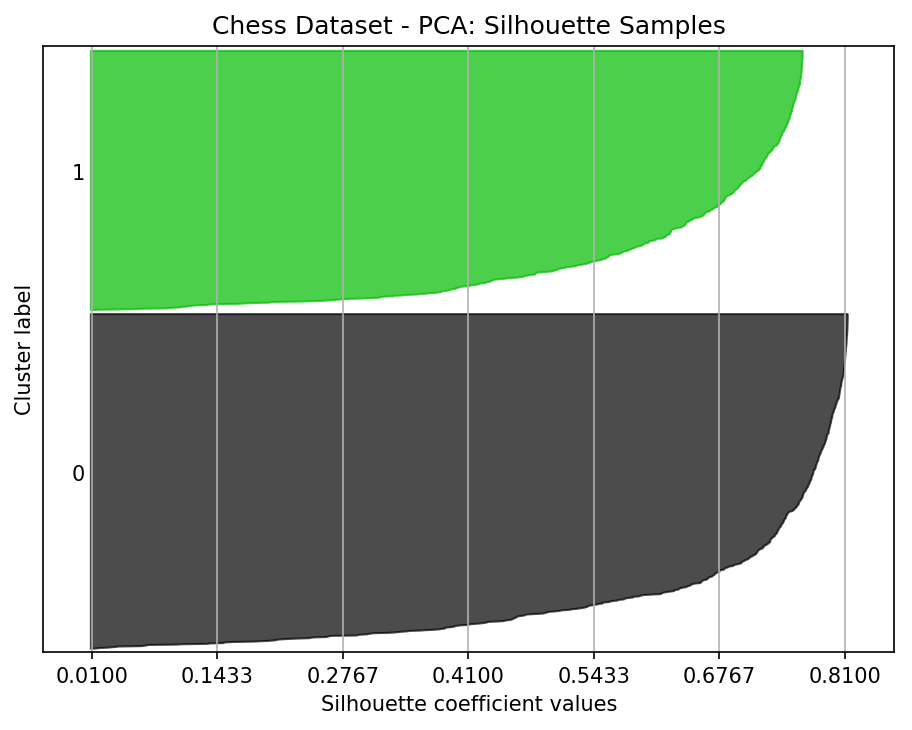 Chess Dataset - PCA: Silhouette Samples
1
0
Cluster label
0.0100 0.1433 0.2767 0.4100 0.5433 0.6767 0.8100
Silhouette coefficient values